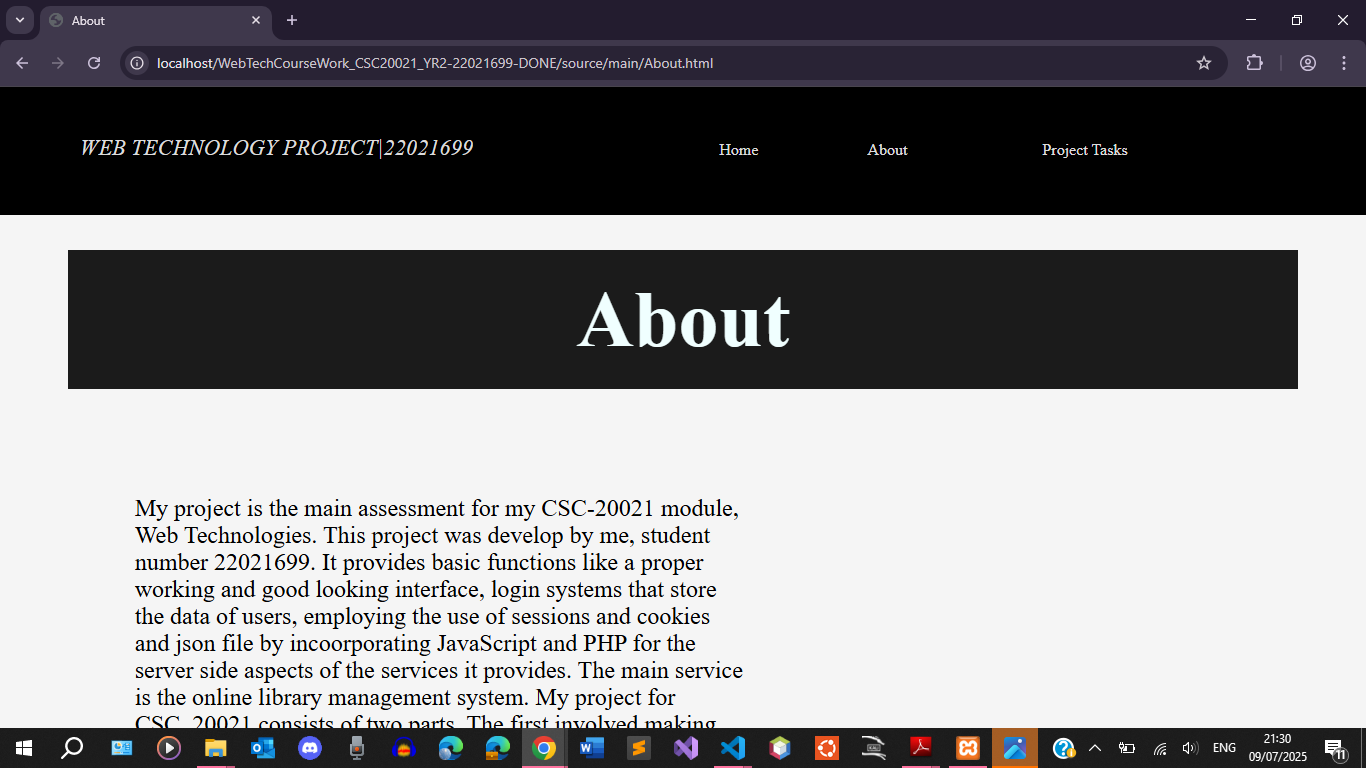 About
localhost/WebTechCourseWork_CSC20021_YR2-22021699-DONE/source/main/About.html
WEB TECHNOLOGY PROJECT|22021699
Home
About
Project Tasks
About
My project is the main assessment for my CSC-20021 module,
Web Technologies. This project was develop by me, student
number 22021699. It provides basic functions like a proper
working and good looking interface, login systems that store
the data of users, employing the use of sessions and cookies
and json file by incoorporating JavaScript and PHP for the
server side aspects of the services it provides. The main service
is the online library management system. My project for
CSC_20021 consists of two parts. The first involved making
ENG
21:30
09/07/2025
11